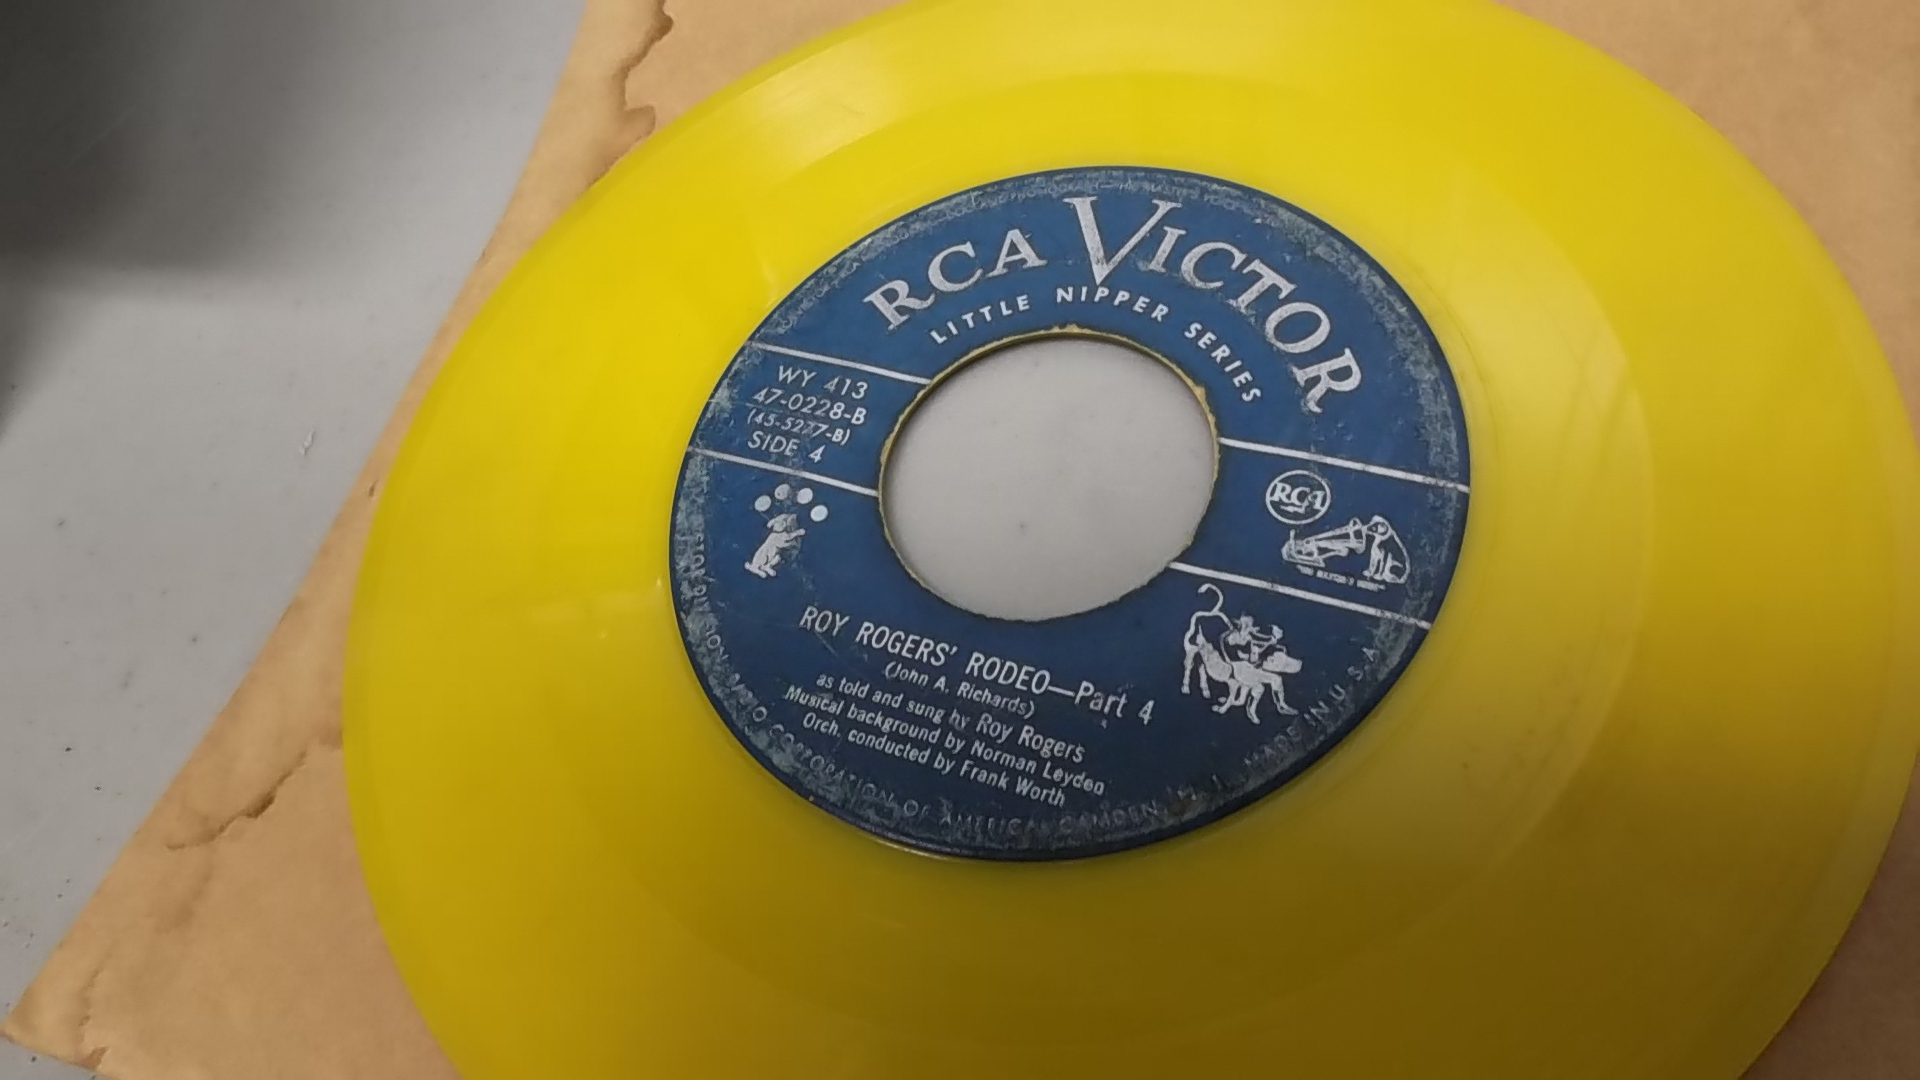 RCA VICTOR
LITTLE NIPPER SERIES
WY 413
47-0228-B
(45-5277-B)
SIDE 4
RCA
ROY ROGERS' RODEO—Part 4
(John A. Richards)
as told and sung by Roy Rogers
Musical background by Norman Leyden
Orch. conducted by Frank Worth
CORPORATION OF AMERICA, CAMDEN, MADE IN U. S. A.